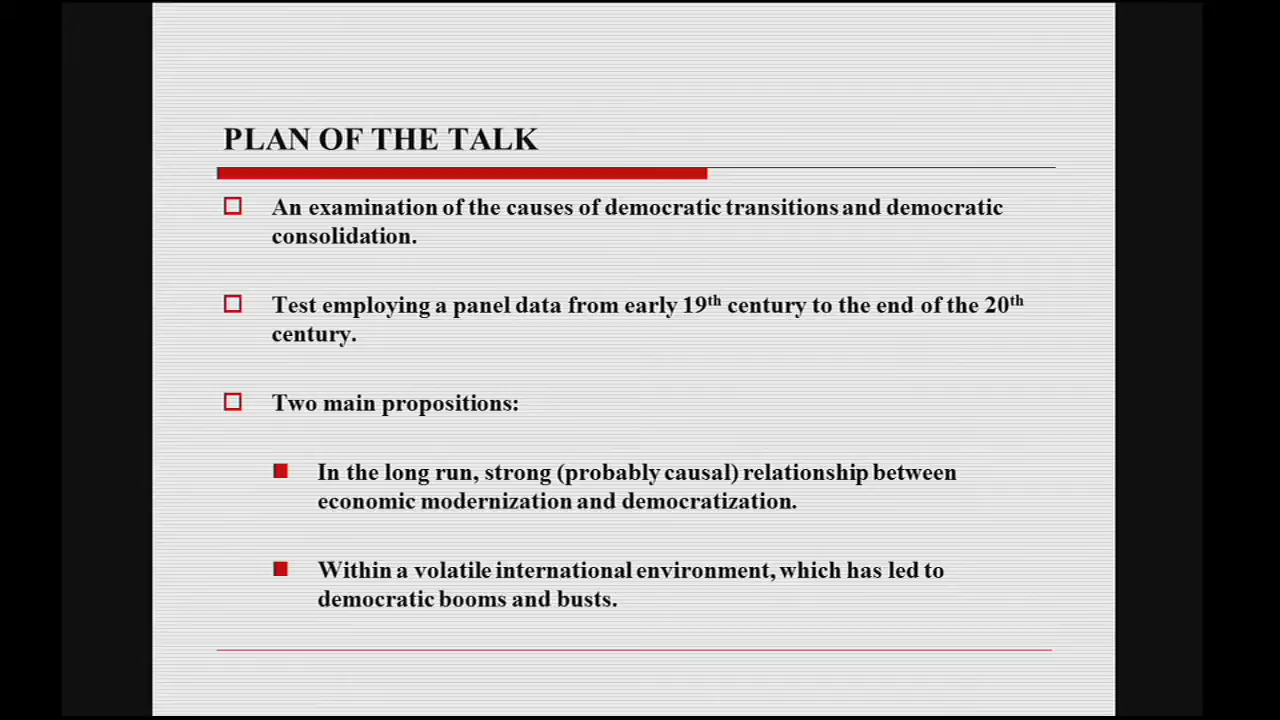 PLAN OF THE TALK
An examination of the causes of democratic transitions and democratic
consolidation.
Test employing a panel data from early 19th century to the end of the 20th
century.
Two main propositions:
In the long run, strong (probably causal) relationship between
economic modernization and democratization.
Within a volatile international environment, which has led to
democratic booms and busts.